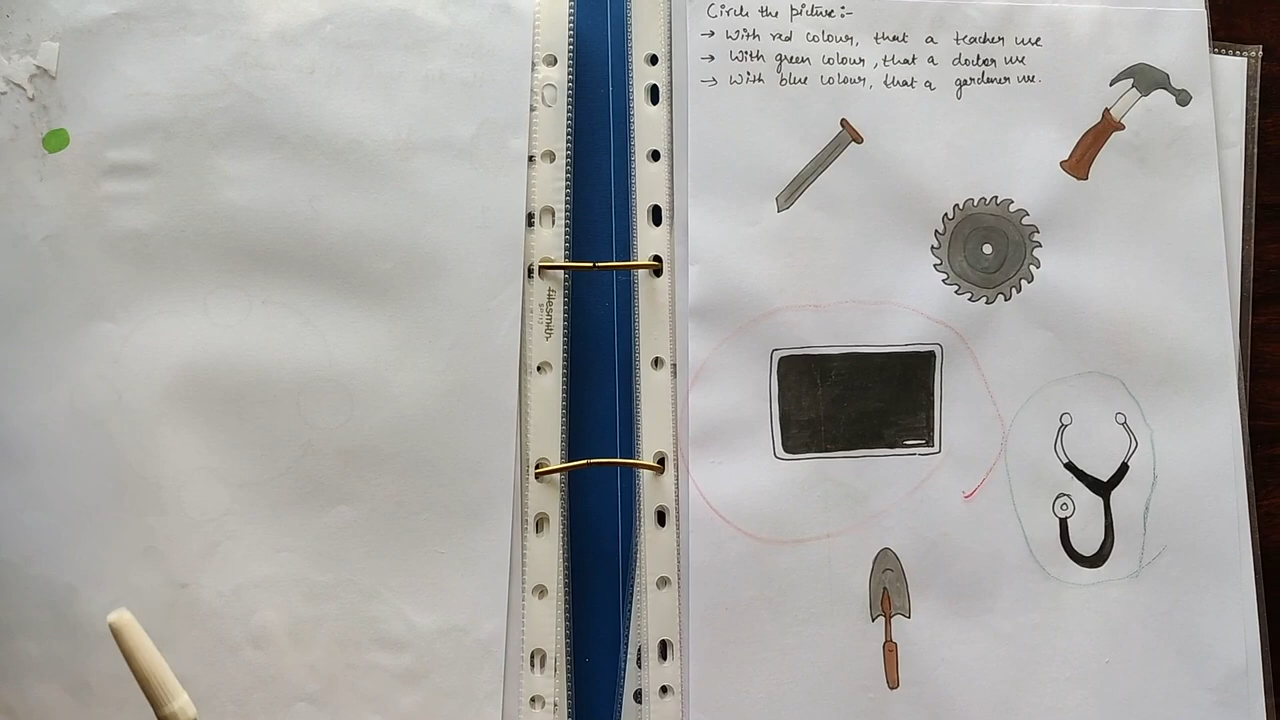 Circle the picture:-
→ With red colour, that a teacher use
→ With green colour, that a doctor use
→ With blue colour, that a gardener use.
filesmith